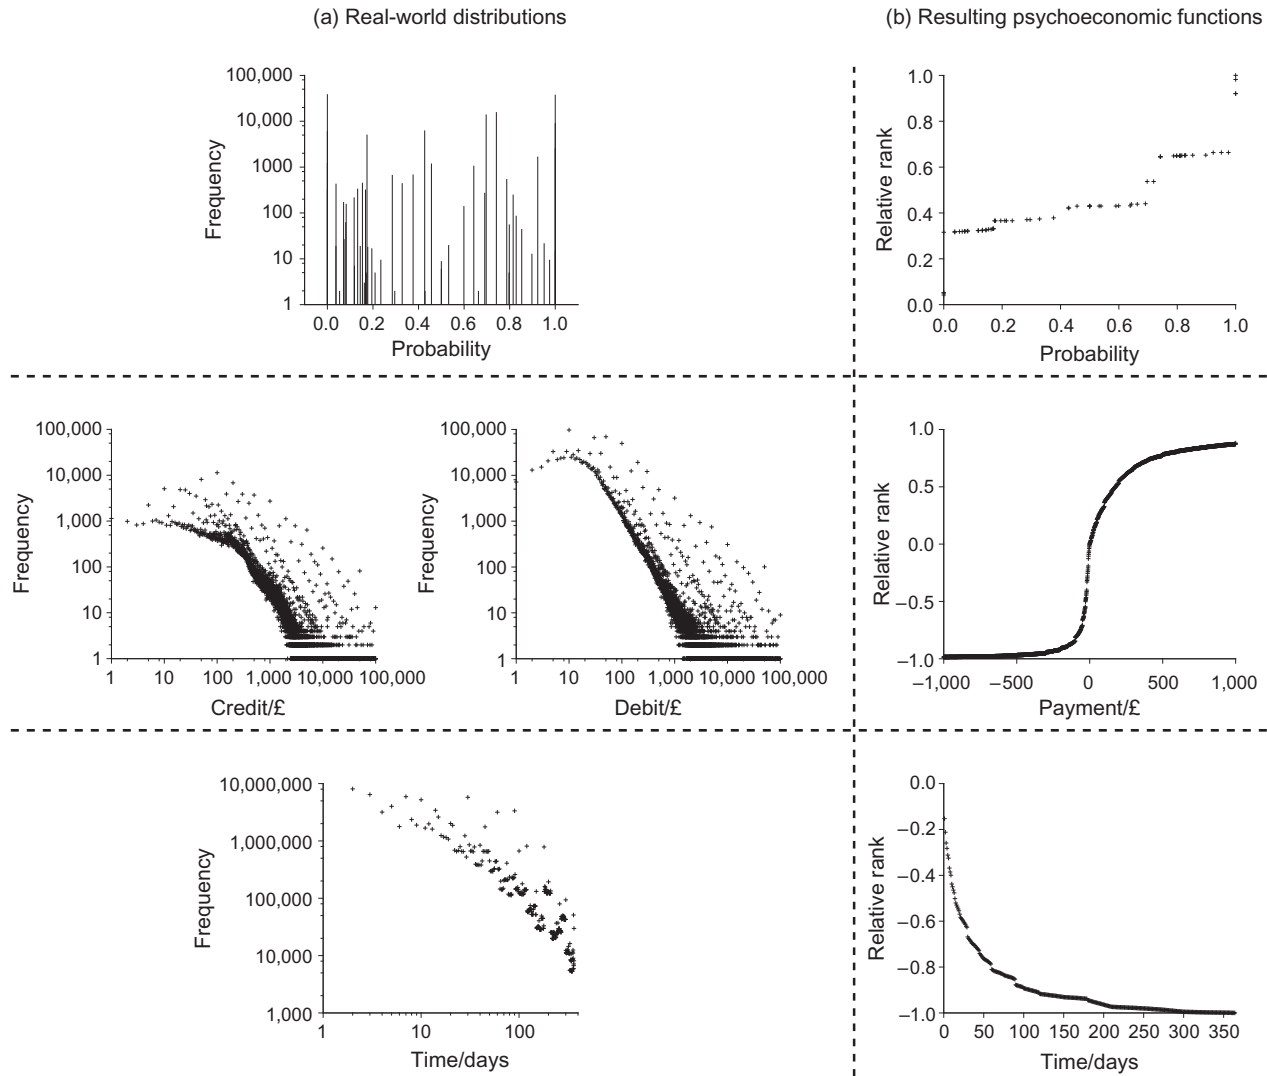 (a) Real-world distributions
(b) Resulting psychoeconomic functions
100,000
10,000
1000
100
10
1
Frequency
0.0 0.2 0.4 0.6 0.8 1.0
Probability
1.0
0.8
0.6
0.4
0.2
0.0
Relative rank
0.0 0.2 0.4 0.6 0.8 1.0
Probability
100,000
10,000
1,000
100
10
1
Frequency
1 10 100 1,000 10,000 100,000
Credit/£
100,000
10,000
1,000
100
10
1
Frequency
1 10 100 1,000 10,000 100,000
Debit/£
1.0
0.5
0.0
–0.5
–1.0
Relative rank
–1,000 –500 0 500 1,000
Payment/£
10,000,000
1,000,000
100,000
10,000
1,000
Frequency
1 10 100
Time/days
0.0
–0.2
–0.4
–0.6
–0.8
–1.0
Relative rank
0 50 100 150 200 250 300 350
Time/days